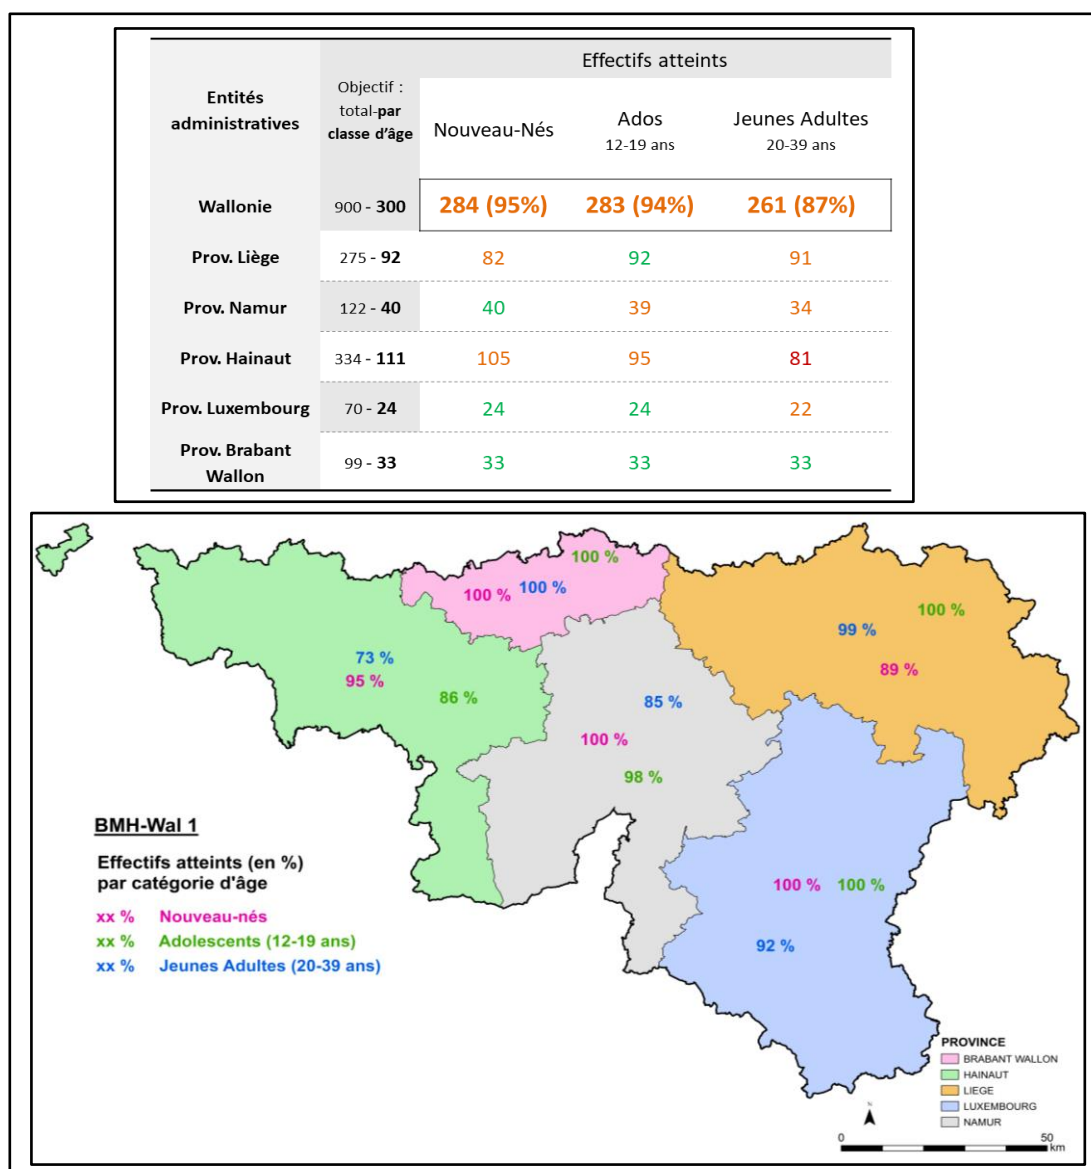 Entités administratives
Objectif : total-par classe d'âge
Effectifs atteints
Nouveau-Nés
Ados 12-19 ans
Jeunes Adultes 20-39 ans
Wallonie 900 - 300 284 (95%) 283 (94%) 261 (87%)
Prov. Liège 275 - 92 82 92 91
Prov. Namur 122 - 40 40 39 34
Prov. Hainaut 334 - 111 105 95 81
Prov. Luxembourg 70 - 24 24 24 22
Prov. Brabant Wallon 99 - 33 33 33 33
100 %
100 % 100 %
100 %
99 %
89 %
73 %
95 %
86 %
85 %
100 %
98 %
100 % 100 %
92 %
BMH-Wal 1
Effectifs atteints (en %)
par catégorie d'âge
xx % Nouveau-nés
xx % Adolescents (12-19 ans)
xx % Jeunes Adultes (20-39 ans)
PROVINCE
BRABANT WALLON
HAINAUT
LIEGE
LUXEMBOURG
NAMUR
N
0 50
km